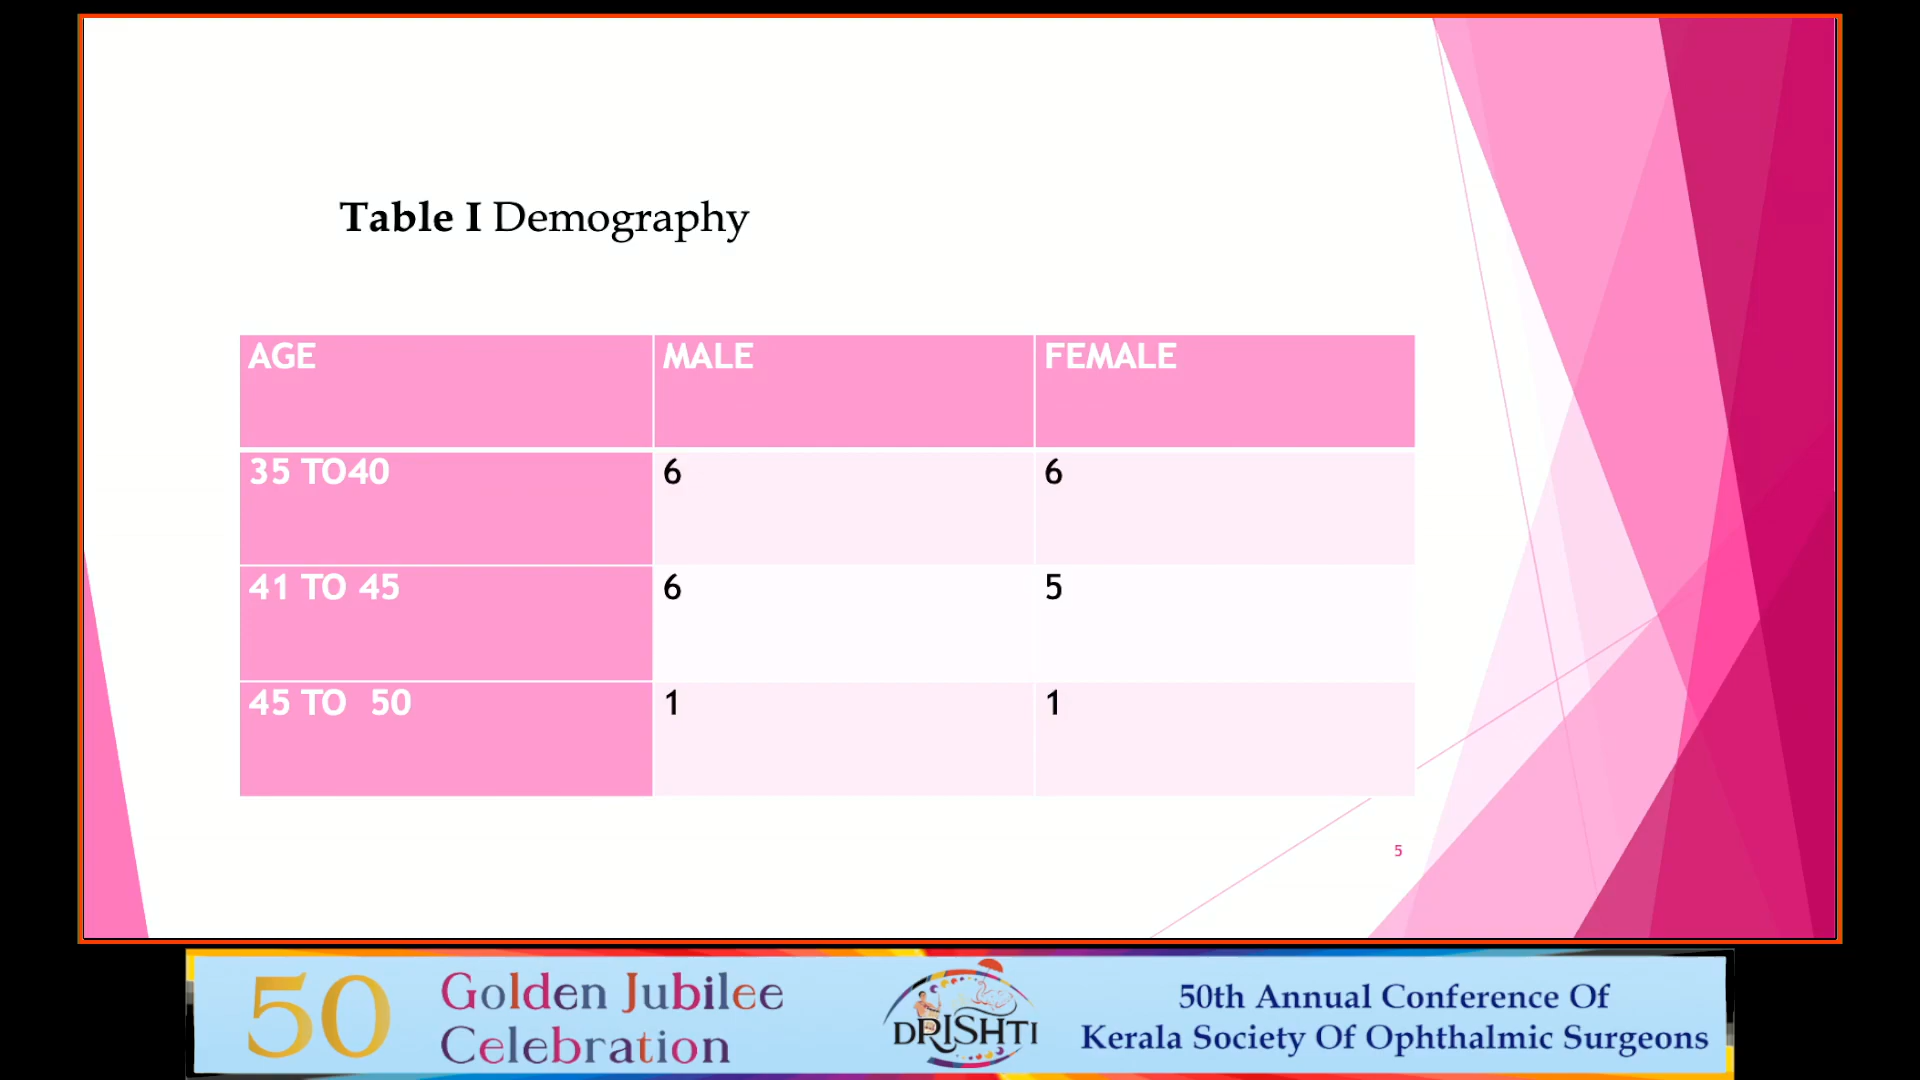 Table I Demography
AGE MALE FEMALE
35 TO40 6 6
41 TO 45 6 5
45 TO  50 1 1
5
50 Golden Jubilee Celebration
DRISHTI
50th Annual Conference Of
Kerala Society Of Ophthalmic Surgeons